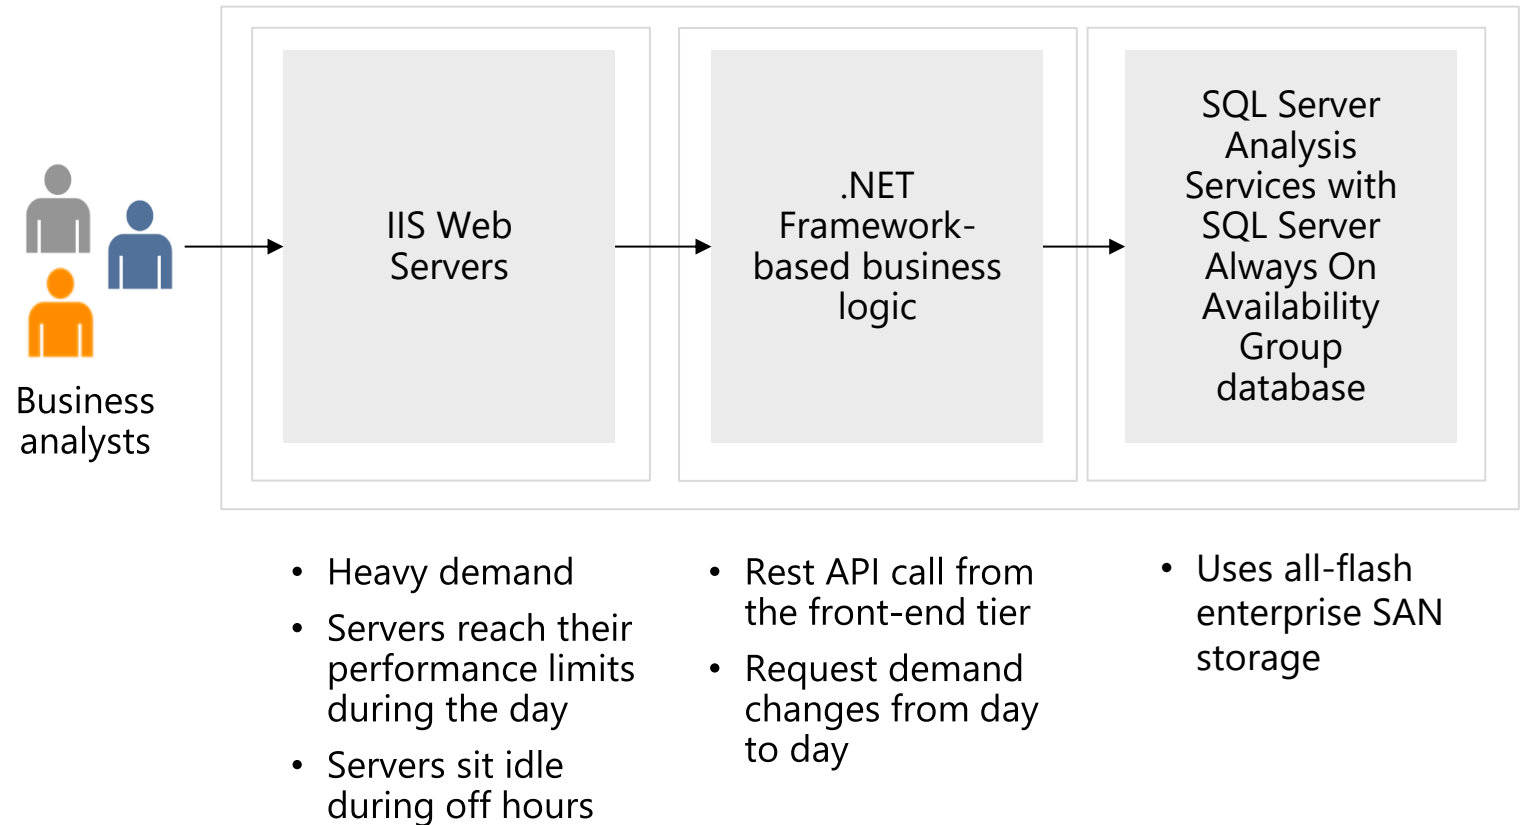 Business
analysts
IIS Web
Servers
.NET
Framework-
based business
logic
SQL Server
Analysis
Services with
SQL Server
Always On
Availability
Group
database
• Heavy demand
• Servers reach their
performance limits
during the day
• Servers sit idle
during off hours
• Rest API call from
the front-end tier
• Request demand
changes from day
to day
• Uses all-flash
enterprise SAN
storage